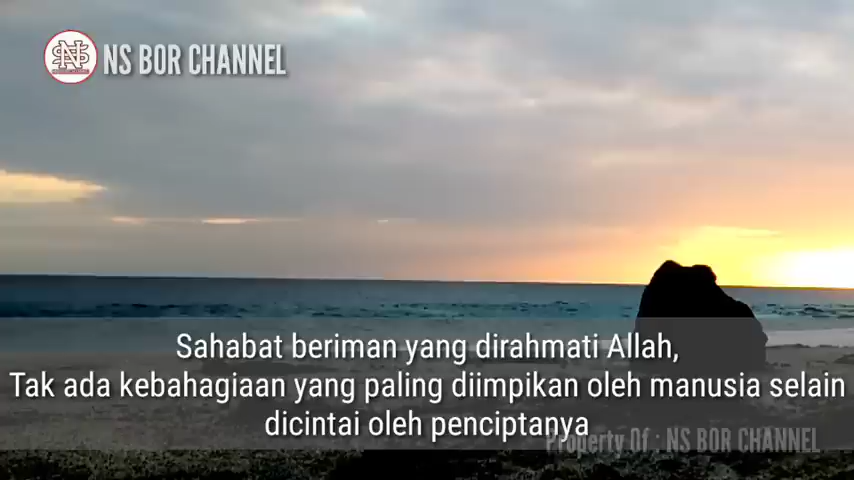 NS BOR CHANNEL
Sahabat beriman yang dirahmati Allah,
Tak ada kebahagiaan yang paling diimpikan oleh manusia selain
dicintai oleh penciptanya
Property Of : NS BOR CHANNEL